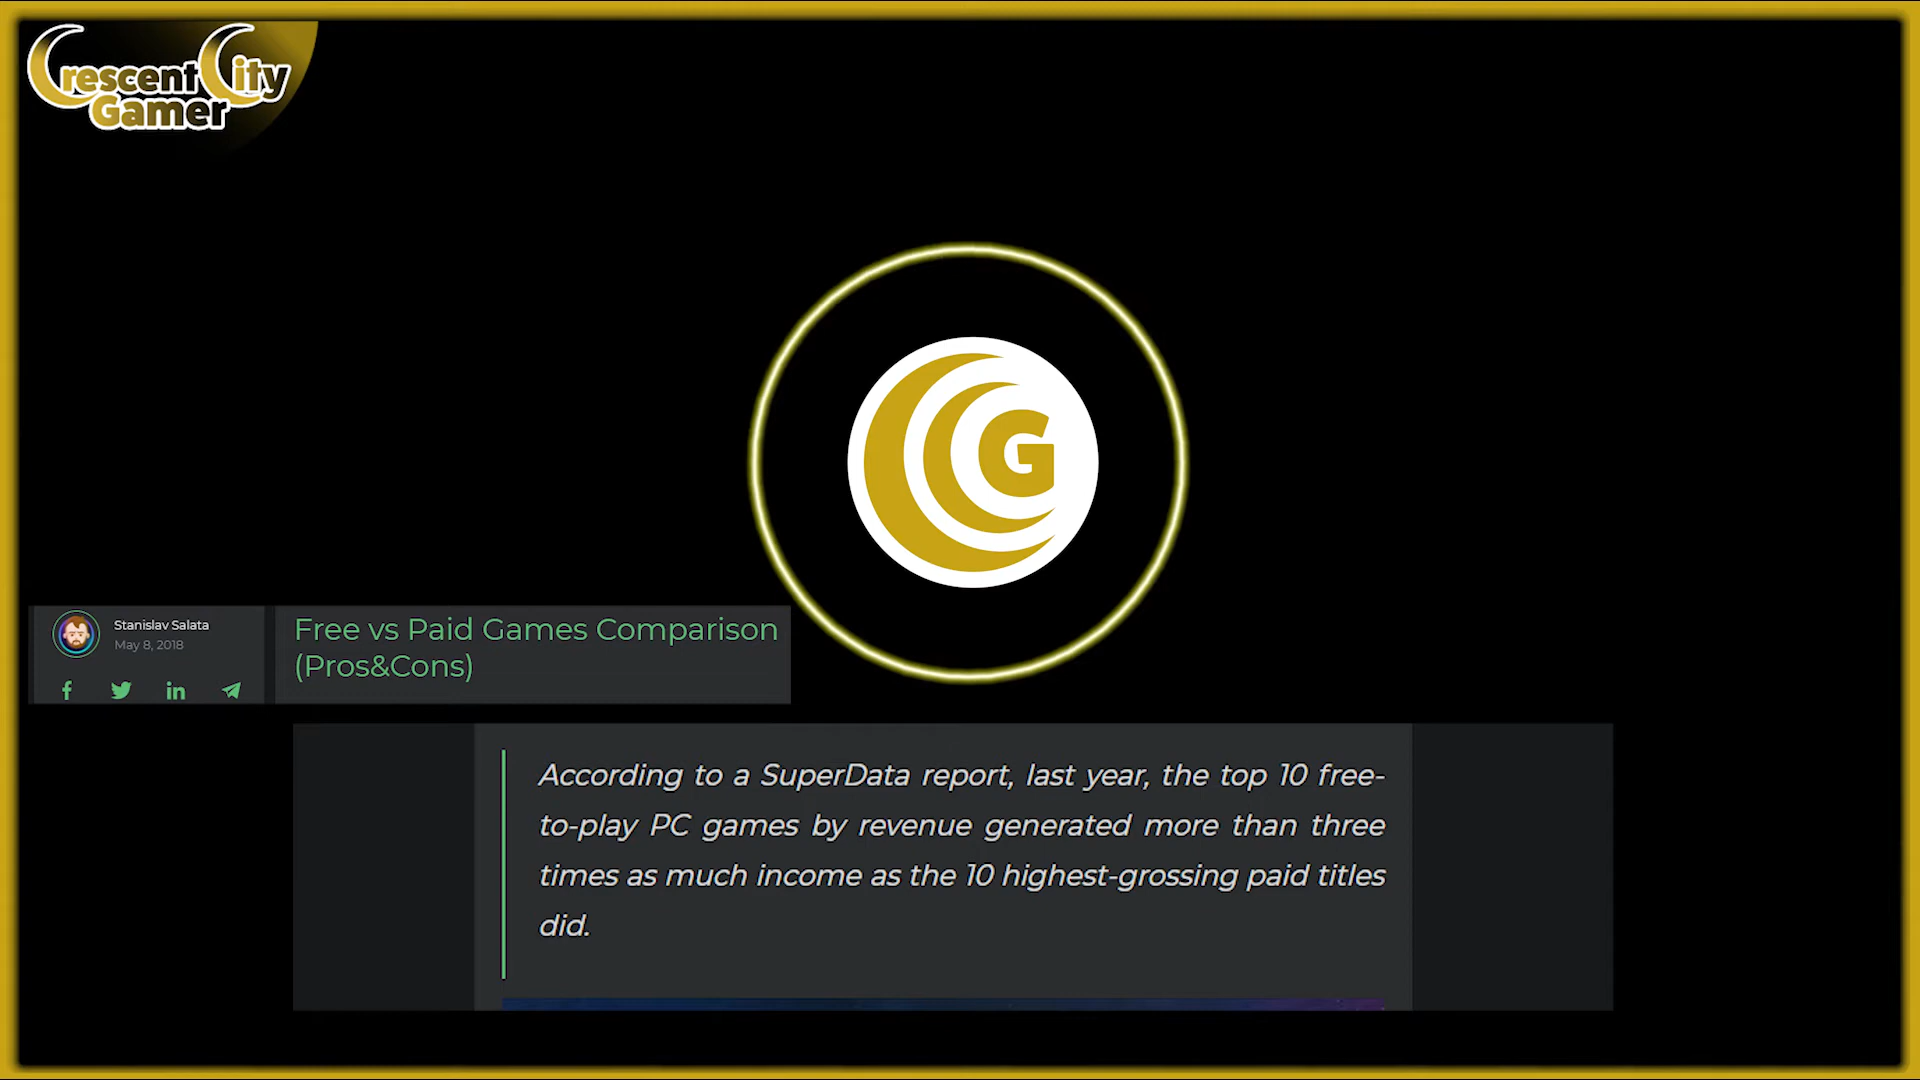 Crescent City
Gamer
G
Stanislav Salata
May 8, 2018
Free vs Paid Games Comparison
(Pros&Cons)
According to a SuperData report, last year, the top 10 free-
to-play PC games by revenue generated more than three
times as much income as the 10 highest-grossing paid titles
did.